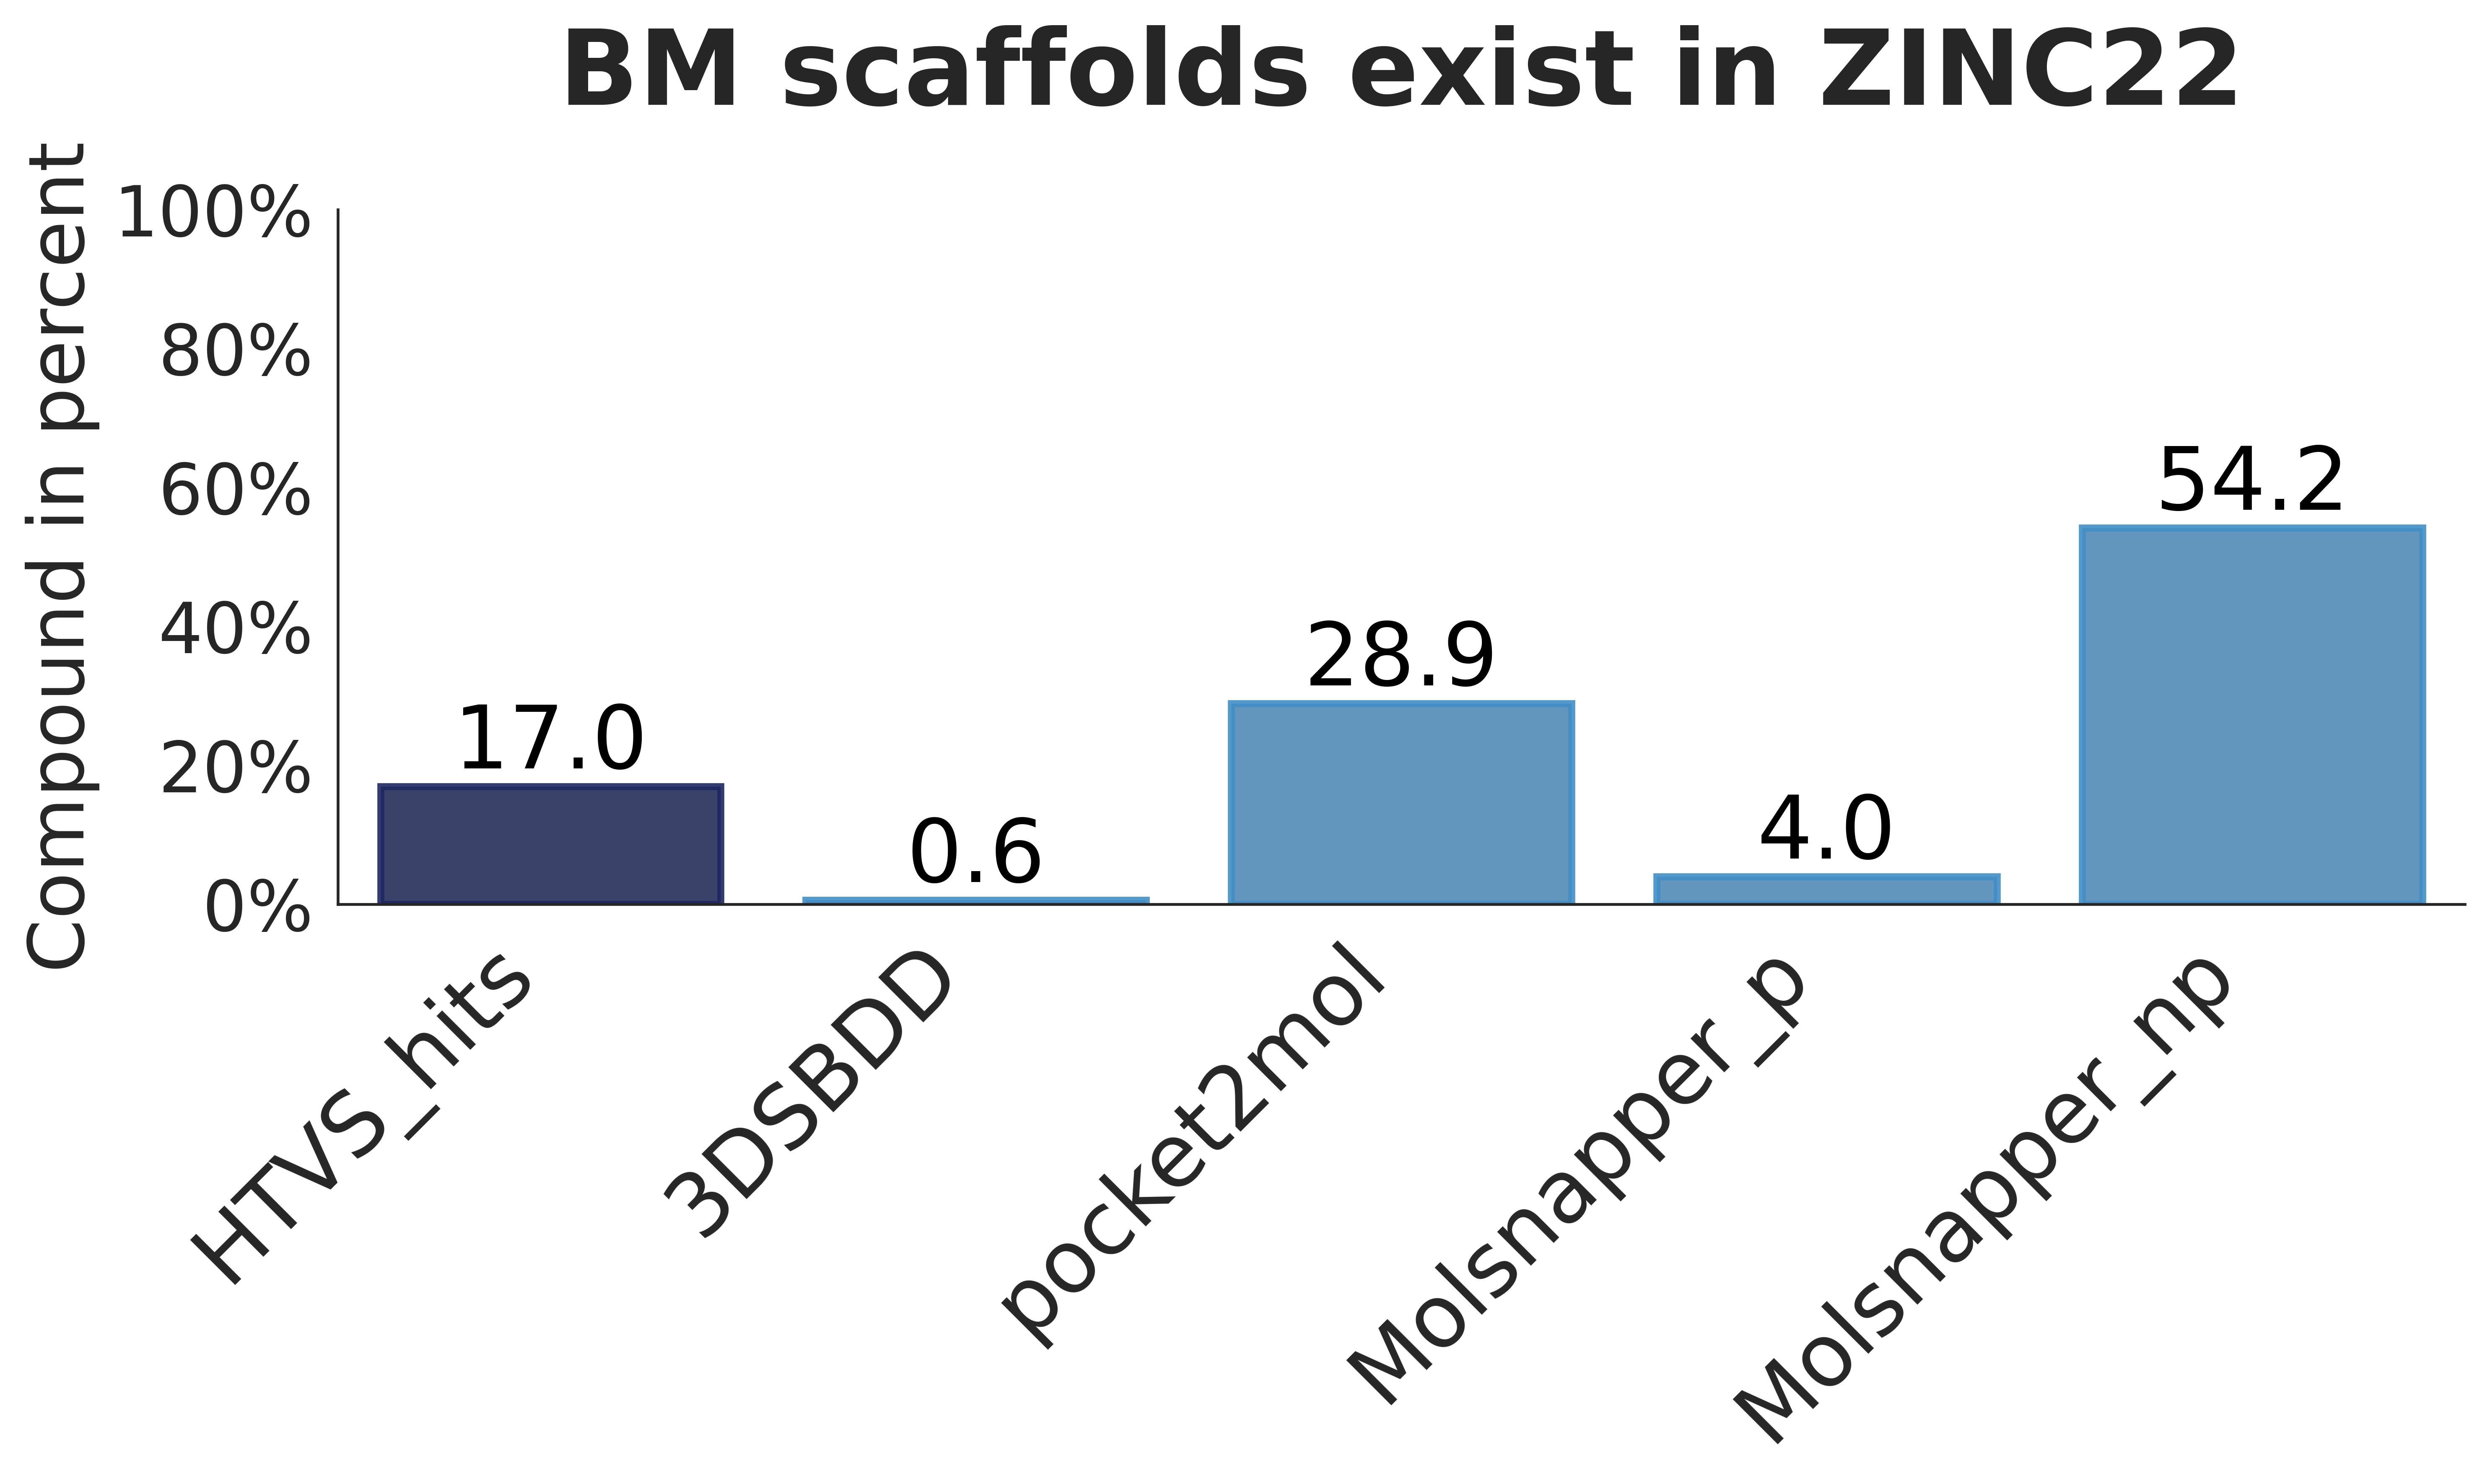 BM scaffolds exist in ZINC22
Compound in percent
100%
80%
60%
40%
20%
0%
17.0
0.6
28.9
4.0
54.2
HTVS_hits
3DSBDD
pocket2mol
Molsnapper_p
Molsnapper_np